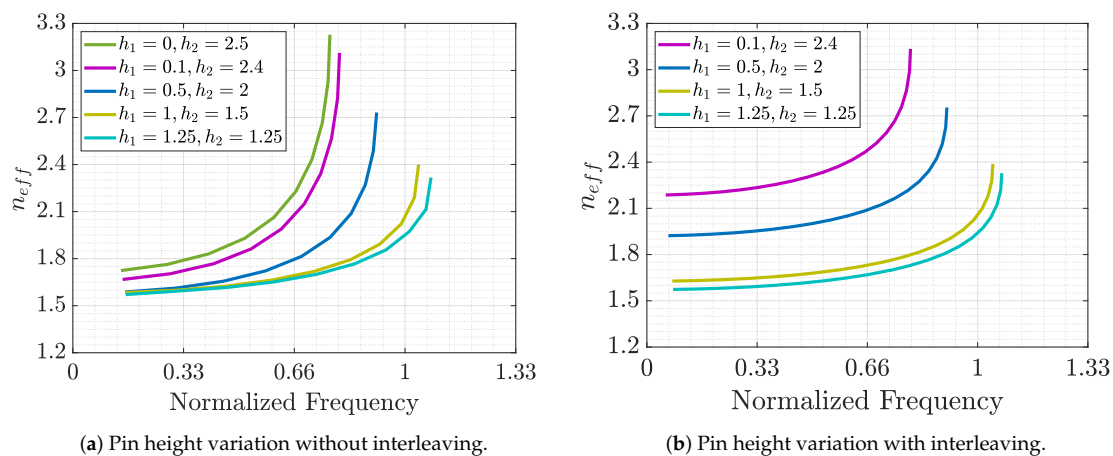 3.3
3
2.7
2.4
2.1
1.8
1.5
1.2
n_{eff}
h_1 = 0, h_2 = 2.5
h_1 = 0.1, h_2 = 2.4
h_1 = 0.5, h_2 = 2
h_1 = 1, h_2 = 1.5
h_1 = 1.25, h_2 = 1.25
0 0.33 0.66 1 1.33
Normalized Frequency
(a) Pin height variation without interleaving.
3.3
3
2.7
2.4
2.1
1.8
1.5
1.2
n_{eff}
h_1 = 0.1, h_2 = 2.4
h_1 = 0.5, h_2 = 2
h_1 = 1, h_2 = 1.5
h_1 = 1.25, h_2 = 1.25
0 0.33 0.66 1 1.33
Normalized Frequency
(b) Pin height variation with interleaving.